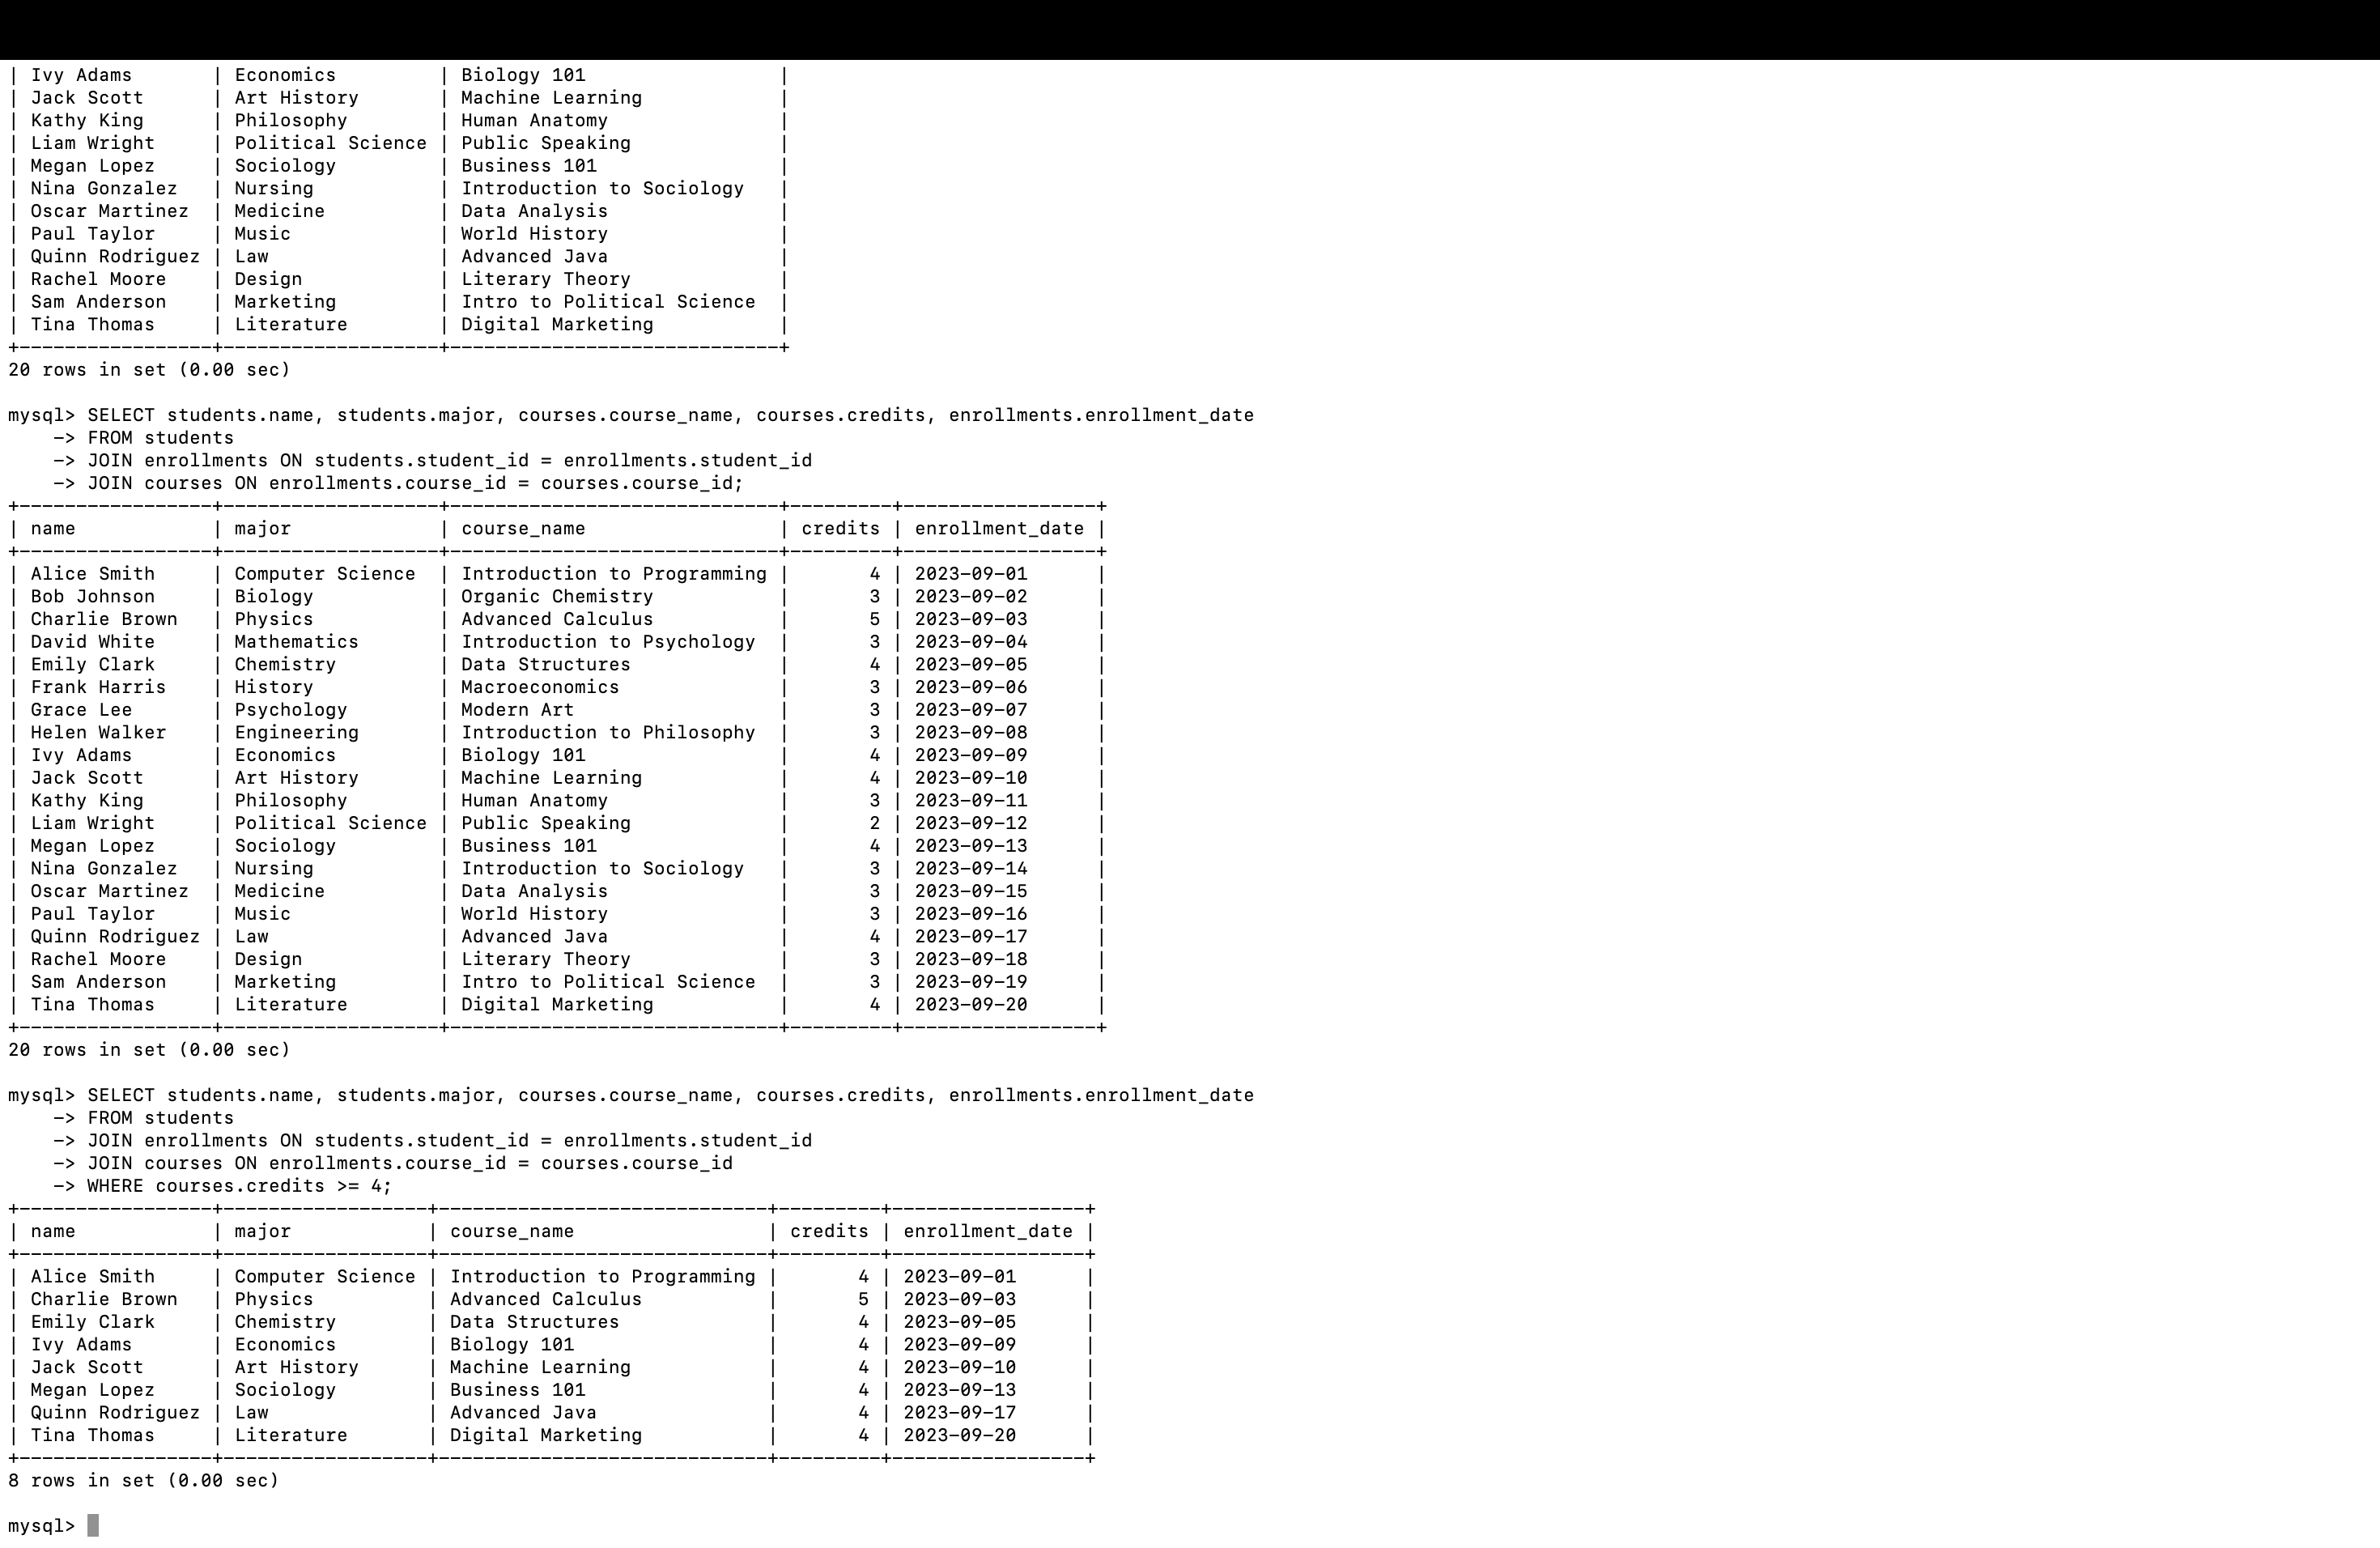 | Ivy Adams       | Economics         | Biology 101                 |
| Jack Scott      | Art History       | Machine Learning            |
| Kathy King      | Philosophy        | Human Anatomy               |
| Liam Wright     | Political Science | Public Speaking             |
| Megan Lopez     | Sociology         | Business 101                |
| Nina Gonzalez   | Nursing           | Introduction to Sociology   |
| Oscar Martinez  | Medicine          | Data Analysis               |
| Paul Taylor     | Music             | World History               |
| Quinn Rodriguez | Law               | Advanced Java               |
| Rachel Moore    | Design            | Literary Theory             |
| Sam Anderson    | Marketing         | Intro to Political Science  |
| Tina Thomas     | Literature        | Digital Marketing           |
+-----------------+-------------------+-----------------------------+
20 rows in set (0.00 sec)

mysql> SELECT students.name, students.major, courses.course_name, courses.credits, enrollments.enrollment_date
    -> FROM students
    -> JOIN enrollments ON students.student_id = enrollments.student_id
    -> JOIN courses ON enrollments.course_id = courses.course_id;
+-----------------+-------------------+-----------------------------+---------+-----------------+
| name            | major             | course_name                 | credits | enrollment_date |
+-----------------+-------------------+-----------------------------+---------+-----------------+
| Alice Smith     | Computer Science  | Introduction to Programming |       4 | 2023-09-01      |
| Bob Johnson     | Biology           | Organic Chemistry           |       3 | 2023-09-02      |
| Charlie Brown   | Physics           | Advanced Calculus           |       5 | 2023-09-03      |
| David White     | Mathematics       | Introduction to Psychology  |       3 | 2023-09-04      |
| Emily Clark     | Chemistry         | Data Structures             |       4 | 2023-09-05      |
| Frank Harris    | History           | Macroeconomics              |       3 | 2023-09-06      |
| Grace Lee       | Psychology        | Modern Art                  |       3 | 2023-09-07      |
| Helen Walker    | Engineering       | Introduction to Philosophy  |       3 | 2023-09-08      |
| Ivy Adams       | Economics         | Biology 101                 |       4 | 2023-09-09      |
| Jack Scott      | Art History       | Machine Learning            |       4 | 2023-09-10      |
| Kathy King      | Philosophy        | Human Anatomy               |       3 | 2023-09-11      |
| Liam Wright     | Political Science | Public Speaking             |       2 | 2023-09-12      |
| Megan Lopez     | Sociology         | Business 101                |       4 | 2023-09-13      |
| Nina Gonzalez   | Nursing           | Introduction to Sociology   |       3 | 2023-09-14      |
| Oscar Martinez  | Medicine          | Data Analysis               |       3 | 2023-09-15      |
| Paul Taylor     | Music             | World History               |       3 | 2023-09-16      |
| Quinn Rodriguez | Law               | Advanced Java               |       4 | 2023-09-17      |
| Rachel Moore    | Design            | Literary Theory             |       3 | 2023-09-18      |
| Sam Anderson    | Marketing         | Intro to Political Science  |       3 | 2023-09-19      |
| Tina Thomas     | Literature        | Digital Marketing           |       4 | 2023-09-20      |
+-----------------+-------------------+-----------------------------+---------+-----------------+
20 rows in set (0.00 sec)

mysql> SELECT students.name, students.major, courses.course_name, courses.credits, enrollments.enrollment_date
    -> FROM students
    -> JOIN enrollments ON students.student_id = enrollments.student_id
    -> JOIN courses ON enrollments.course_id = courses.course_id
    -> WHERE courses.credits >= 4;
+-----------------+------------------+-----------------------------+---------+-----------------+
| name            | major            | course_name                 | credits | enrollment_date |
+-----------------+------------------+-----------------------------+---------+-----------------+
| Alice Smith     | Computer Science | Introduction to Programming |       4 | 2023-09-01      |
| Charlie Brown   | Physics          | Advanced Calculus           |       5 | 2023-09-03      |
| Emily Clark     | Chemistry        | Data Structures             |       4 | 2023-09-05      |
| Ivy Adams       | Economics        | Biology 101                 |       4 | 2023-09-09      |
| Jack Scott      | Art History      | Machine Learning            |       4 | 2023-09-10      |
| Megan Lopez     | Sociology        | Business 101                |       4 | 2023-09-13      |
| Quinn Rodriguez | Law              | Advanced Java               |       4 | 2023-09-17      |
| Tina Thomas     | Literature       | Digital Marketing           |       4 | 2023-09-20      |
+-----------------+------------------+-----------------------------+---------+-----------------+
8 rows in set (0.00 sec)

mysql>